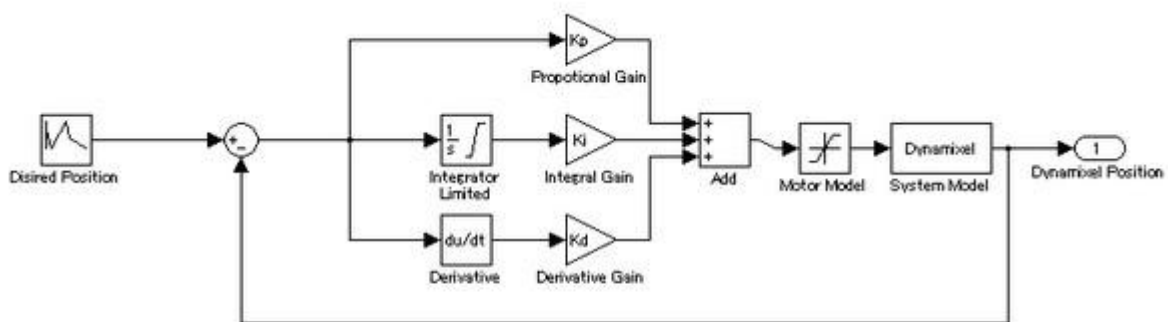 Kp
Propotional Gain
Disired Position
+
-
1
s
Integrator
Limited
Ki
Integral Gain
+
+
+
Add
Motor Model
Dynamixel
System Model
1
Dynamixel Position
du/dt
Derivative
Kd
Derivative Gain